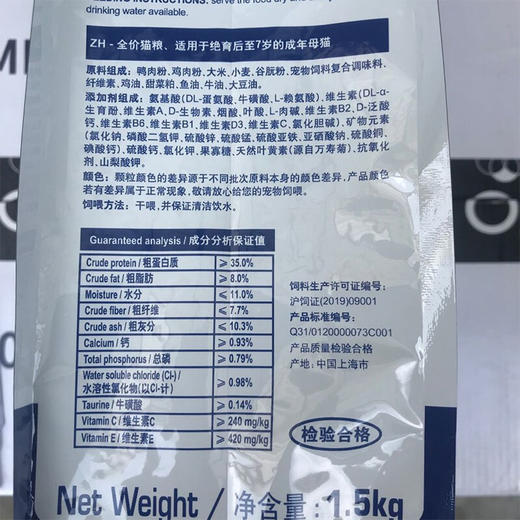 FEEDING INSTRUCTIONS: serve the food dry and
drinking water available.
ZH - 全价猫粮、适用于绝育后至7岁的成年母猫
原料组成：鸭肉粉，鸡肉粉，大米，小麦，谷朊粉，宠物饲料复合调味料，
纤维素，鸡油，甜菜粕，鱼油，牛油，大豆油。
添加剂组成：氨基酸(DL-蛋氨酸、牛磺酸、L-赖氨酸)，维生素(DL-α-
生育酚，维生素A，D-生物素，烟酸，叶酸，L-肉碱，维生素B2，D-泛酸
钙，维生素B6，维生素B1，维生素D3，维生素C，氯化胆碱)，矿物元素
(氯化钠，磷酸二氢钾，硫酸锌，硫酸锰，硫酸亚铁，亚硒酸钠，硫酸铜，
碘酸钙)，硫酸钙，氯化钾，果寡糖，天然叶黄素（源自万寿菊），抗氧化
剂，山梨酸钾。
颜色：颗粒颜色的差异源于不同批次原料本身的颜色差异，产品颜色
若有差异属于正常现象，敬请放心给您的宠物饲喂。
饲喂方法：干喂，并保证清洁饮水。
Guaranteed analysis / 成分分析保证值
Crude protein / 粗蛋白质 ≥ 35.0%
Crude fat / 粗脂肪 ≥ 8.0%
Moisture / 水分 ≤ 11.0%
Crude fiber / 粗纤维 ≤ 7.7%
Crude ash / 粗灰分 ≤ 10.3%
Calcium / 钙 ≥ 0.93%
Total phosphorus / 总磷 ≥ 0.79%
Water soluble chloride (Cl-) /
水溶性氯化物(以Cl-计) ≥ 0.98%
Taurine / 牛磺酸 ≥ 0.14%
Vitamin C / 维生素C ≥ 240 mg/kg
Vitamin E / 维生素E ≥ 420 mg/kg
饲料生产许可证编号：
沪饲证(2019)09001
产品标准编号：
Q31/0120000073C001
产品质量检验合格
产地：中国上海市
检验合格
Net Weight / 净含量：1.5kg